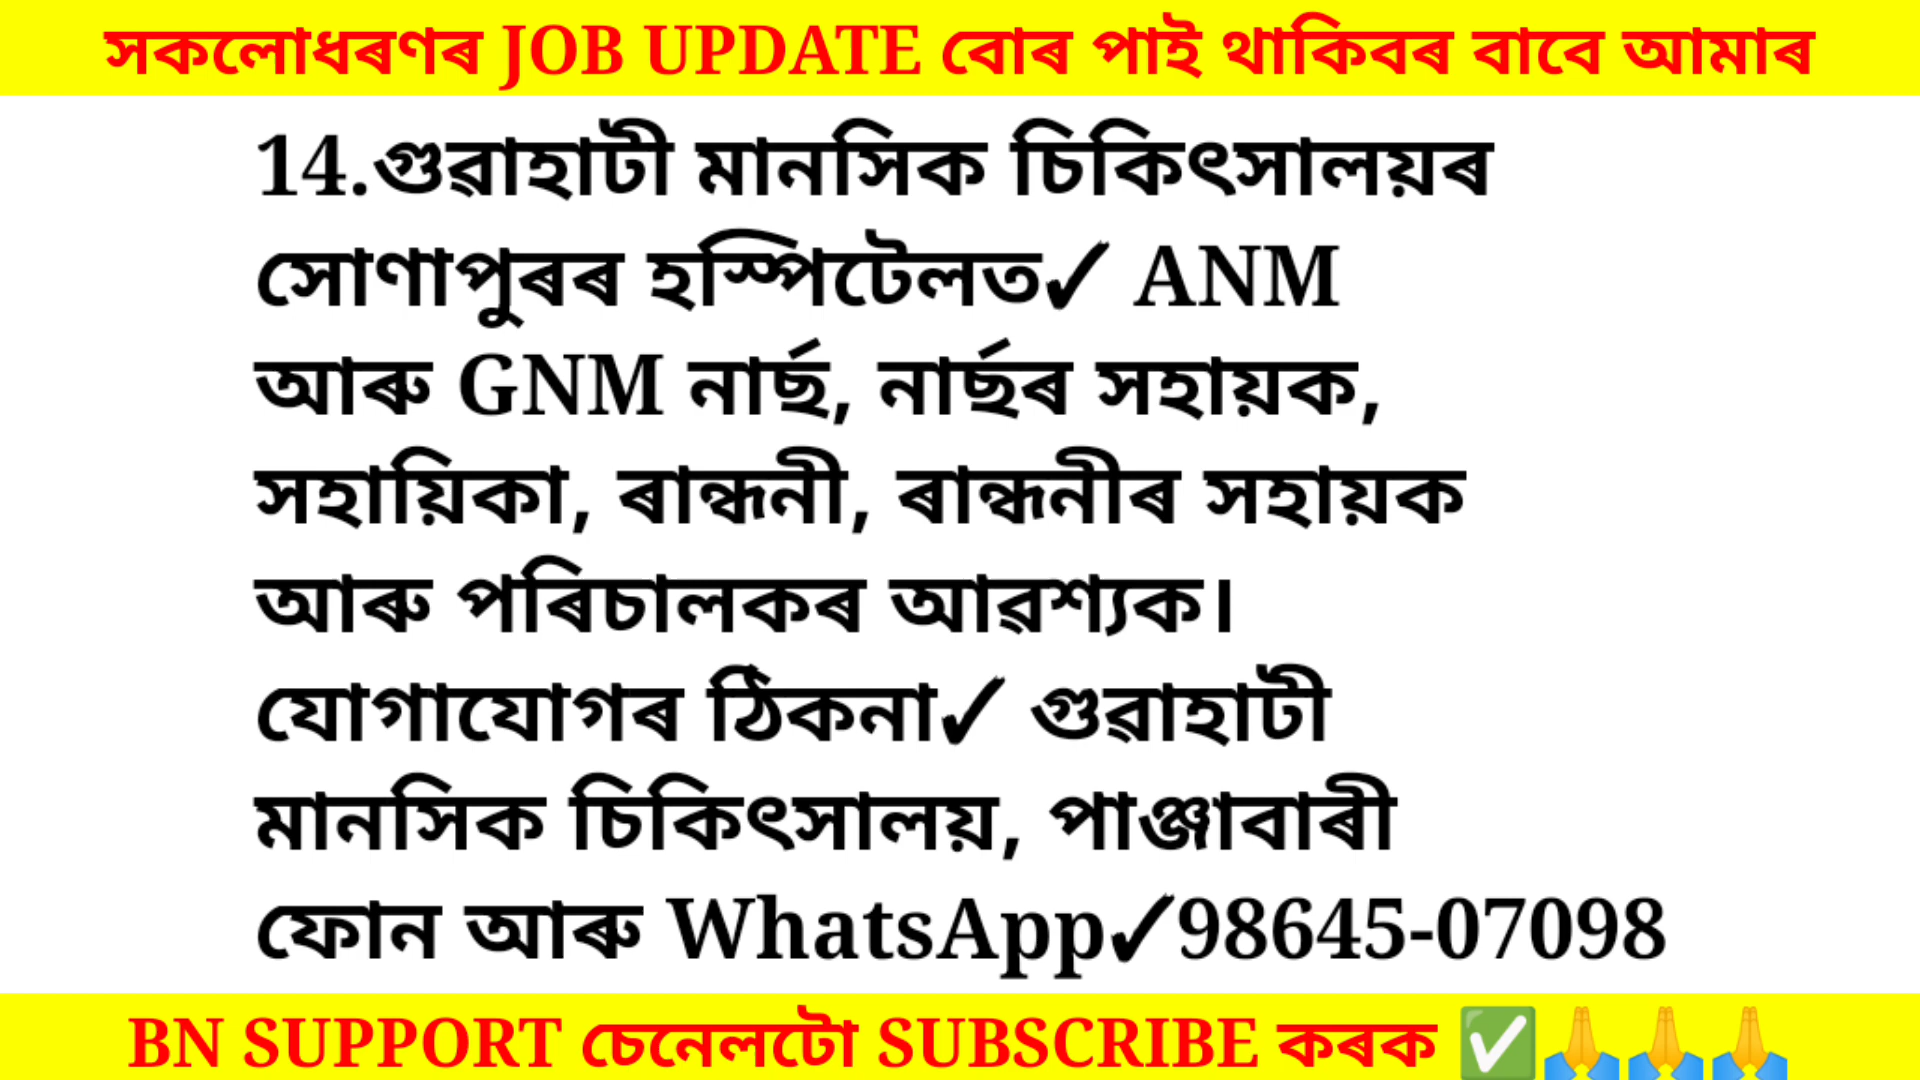 সকলোধৰণৰ JOB UPDATE বোৰ পাই থাকিবৰ বাবে আমাৰ
14.গুৱাহাটী মানসিক চিকিৎসালয়ৰ
সোণাপুৰৰ হস্পিটেলত✓ ANM
আৰু GNM নাৰ্ছ, নাৰ্ছৰ সহায়ক,
সহায়িকা, ৰান্ধনী, ৰান্ধনীৰ সহায়ক
আৰু পৰিচালকৰ আৱশ্যক।
যোগাযোগৰ ঠিকনা✓ গুৱাহাটী
মানসিক চিকিৎসালয়, পাঞ্জাবাৰী
ফোন আৰু WhatsApp✓98645-07098
BN SUPPORT চেনেলটো SUBSCRIBE কৰক ✅🙏🙏🙏